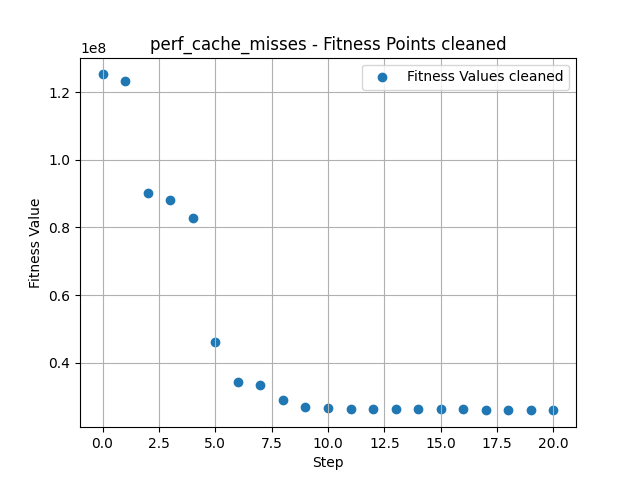 perf_cache_misses - Fitness Points cleaned
1e8
Fitness Values cleaned
1.2
1.0
0.8
0.6
0.4
Fitness Value
0.0 2.5 5.0 7.5 10.0 12.5 15.0 17.5 20.0
Step